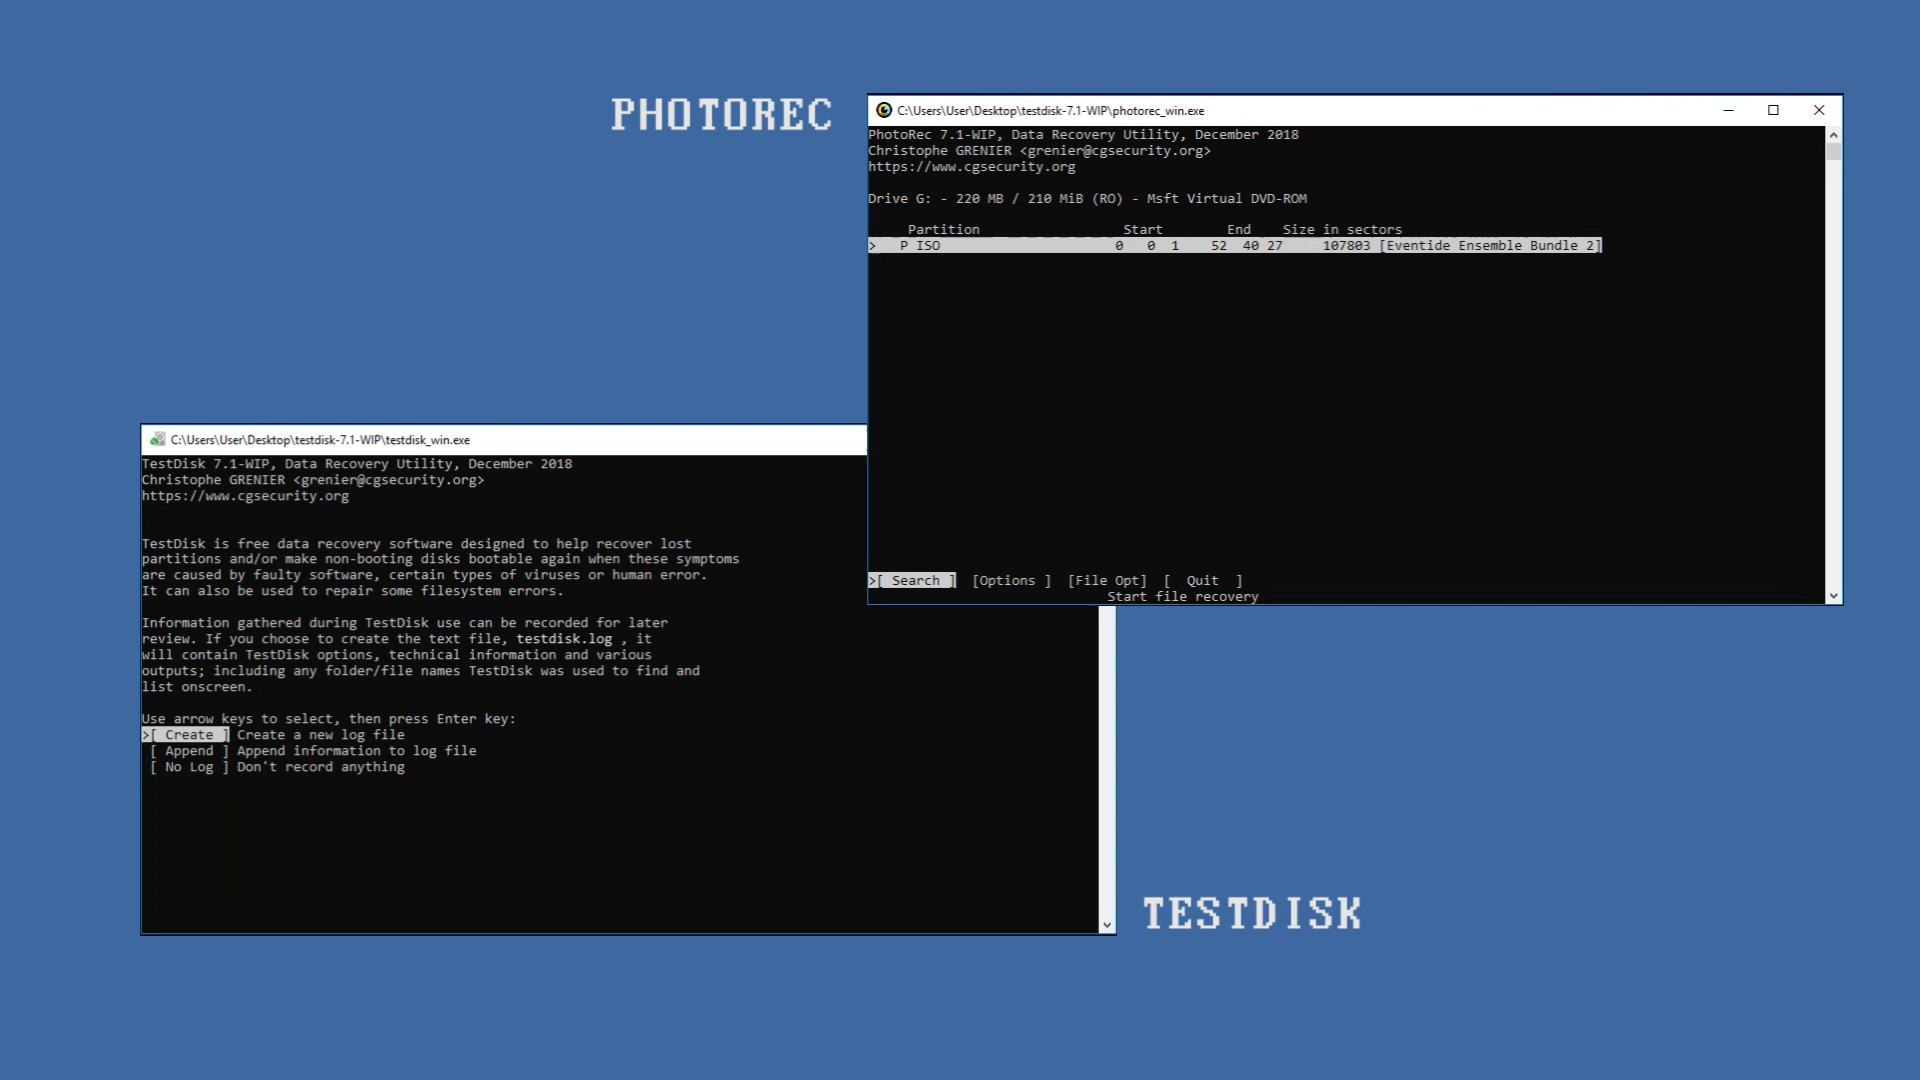 PHOTOREC
C:\Users\User\Desktop\testdisk-7.1-WIP\photorec_win.exe
PhotoRec 7.1-WIP, Data Recovery Utility, December 2018
Christophe GRENIER <grenier@cgsecurity.org>
https://www.cgsecurity.org
Drive G: - 220 MB / 210 MiB (RO) - Msft Virtual DVD-ROM
Partition Start End Size in sectors
> P ISO 0 0 1 52 40 27 107803 [Eventide Ensemble Bundle 2]
>[ Search ] [Options ] [File Opt] [ Quit ]
Start file recovery
C:\Users\User\Desktop\testdisk-7.1-WIP\testdisk_win.exe
TestDisk 7.1-WIP, Data Recovery Utility, December 2018
Christophe GRENIER <grenier@cgsecurity.org>
https://www.cgsecurity.org
TestDisk is free data recovery software designed to help recover lost
partitions and/or make non-booting disks bootable again when these symptoms
are caused by faulty software, certain types of viruses or human error.
It can also be used to repair some filesystem errors.
Information gathered during TestDisk use can be recorded for later
review. If you choose to create the text file, testdisk.log , it
will contain TestDisk options, technical information and various
outputs; including any folder/file names TestDisk was used to find and
list onscreen.
Use arrow keys to select, then press Enter key:
>[ Create ] Create a new log file
[ Append ] Append information to log file
[ No Log ] Don't record anything
TESTDISK